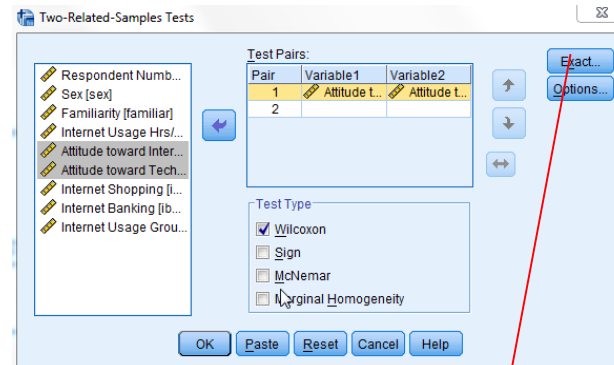 Two-Related-Samples Tests
Test Pairs:
Pair Variable1 Variable2
1 Attitude t... Attitude t...
2
Respondent Numb...
Sex [sex]
Familiarity [familiar]
Internet Usage Hrs/...
Attitude toward Inter...
Attitude toward Tech...
Internet Shopping [i...
Internet Banking [ib...
Internet Usage Grou...
Exact...
Options...
Test Type
Wilcoxon
Sign
McNemar
Marginal Homogeneity
OK Paste Reset Cancel Help